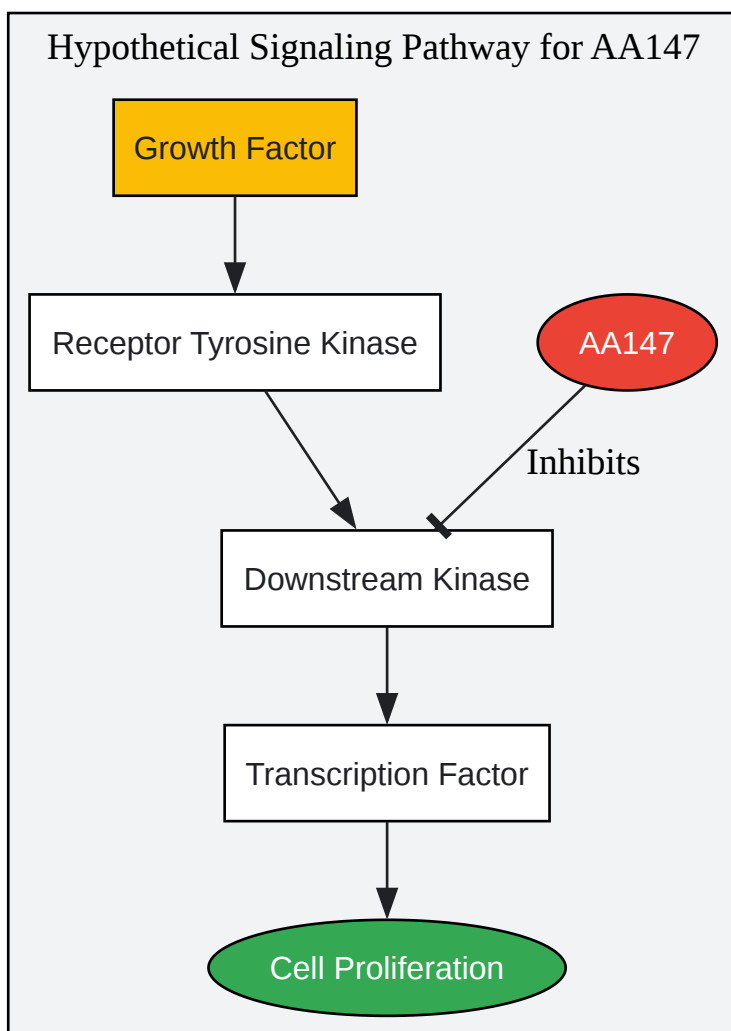 Hypothetical Signaling Pathway for AA147
Growth Factor
Receptor Tyrosine Kinase
AA147
Inhibits
Downstream Kinase
Transcription Factor
Cell Proliferation